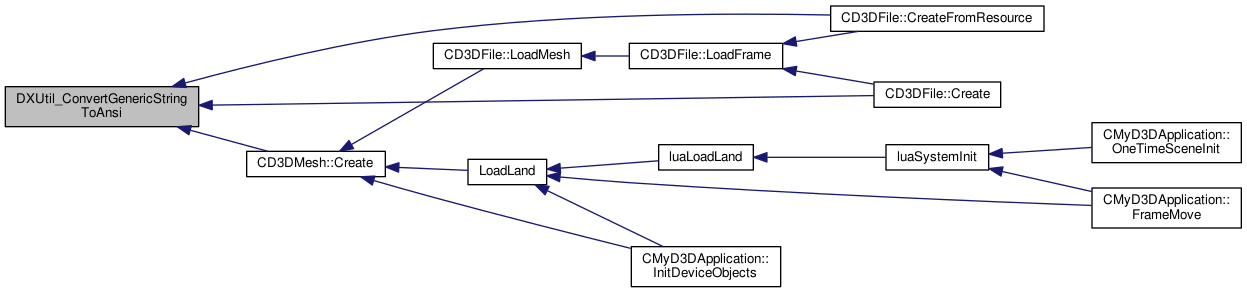 DXUtil_ConvertGenericString
ToAnsi
CD3DFile::CreateFromResource
CD3DFile::LoadMesh
CD3DFile::LoadFrame
CD3DFile::Create
CD3DMesh::Create
LoadLand
luaLoadLand
luaSystemInit
CMyD3DApplication::
OneTimeSceneInit
CMyD3DApplication::
FrameMove
CMyD3DApplication::
InitDeviceObjects